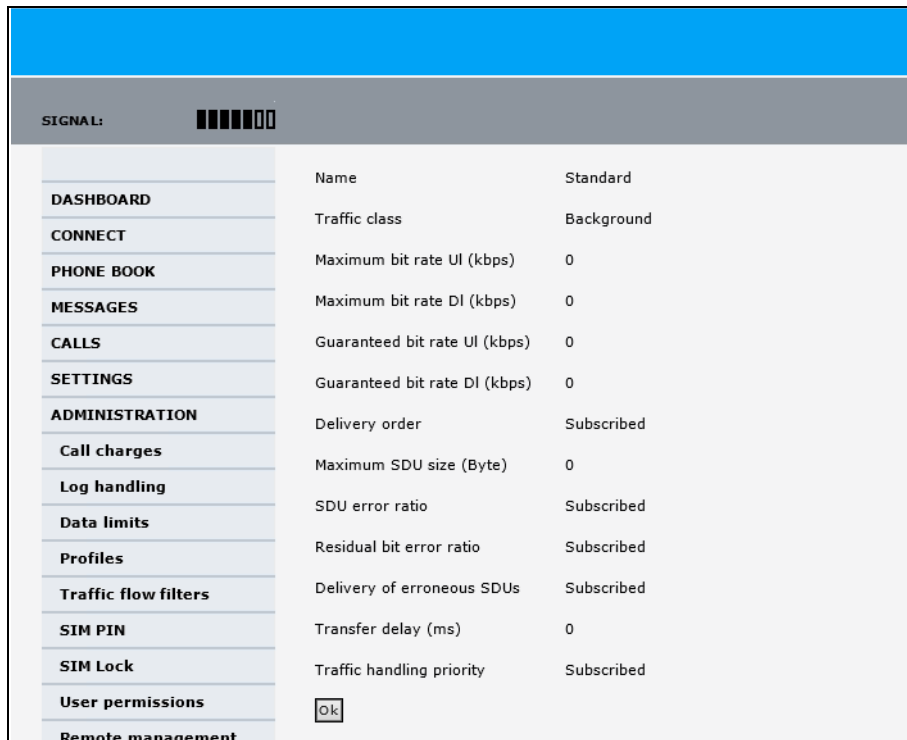 SIGNAL:
DASHBOARD
CONNECT
PHONE BOOK
MESSAGES
CALLS
SETTINGS
ADMINISTRATION
Call charges
Log handling
Data limits
Profiles
Traffic flow filters
SIM PIN
SIM Lock
User permissions
Remote management
Name Standard
Traffic class Background
Maximum bit rate Ul (kbps) 0
Maximum bit rate Dl (kbps) 0
Guaranteed bit rate Ul (kbps) 0
Guaranteed bit rate Dl (kbps) 0
Delivery order Subscribed
Maximum SDU size (Byte) 0
SDU error ratio Subscribed
Residual bit error ratio Subscribed
Delivery of erroneous SDUs Subscribed
Transfer delay (ms) 0
Traffic handling priority Subscribed
Ok